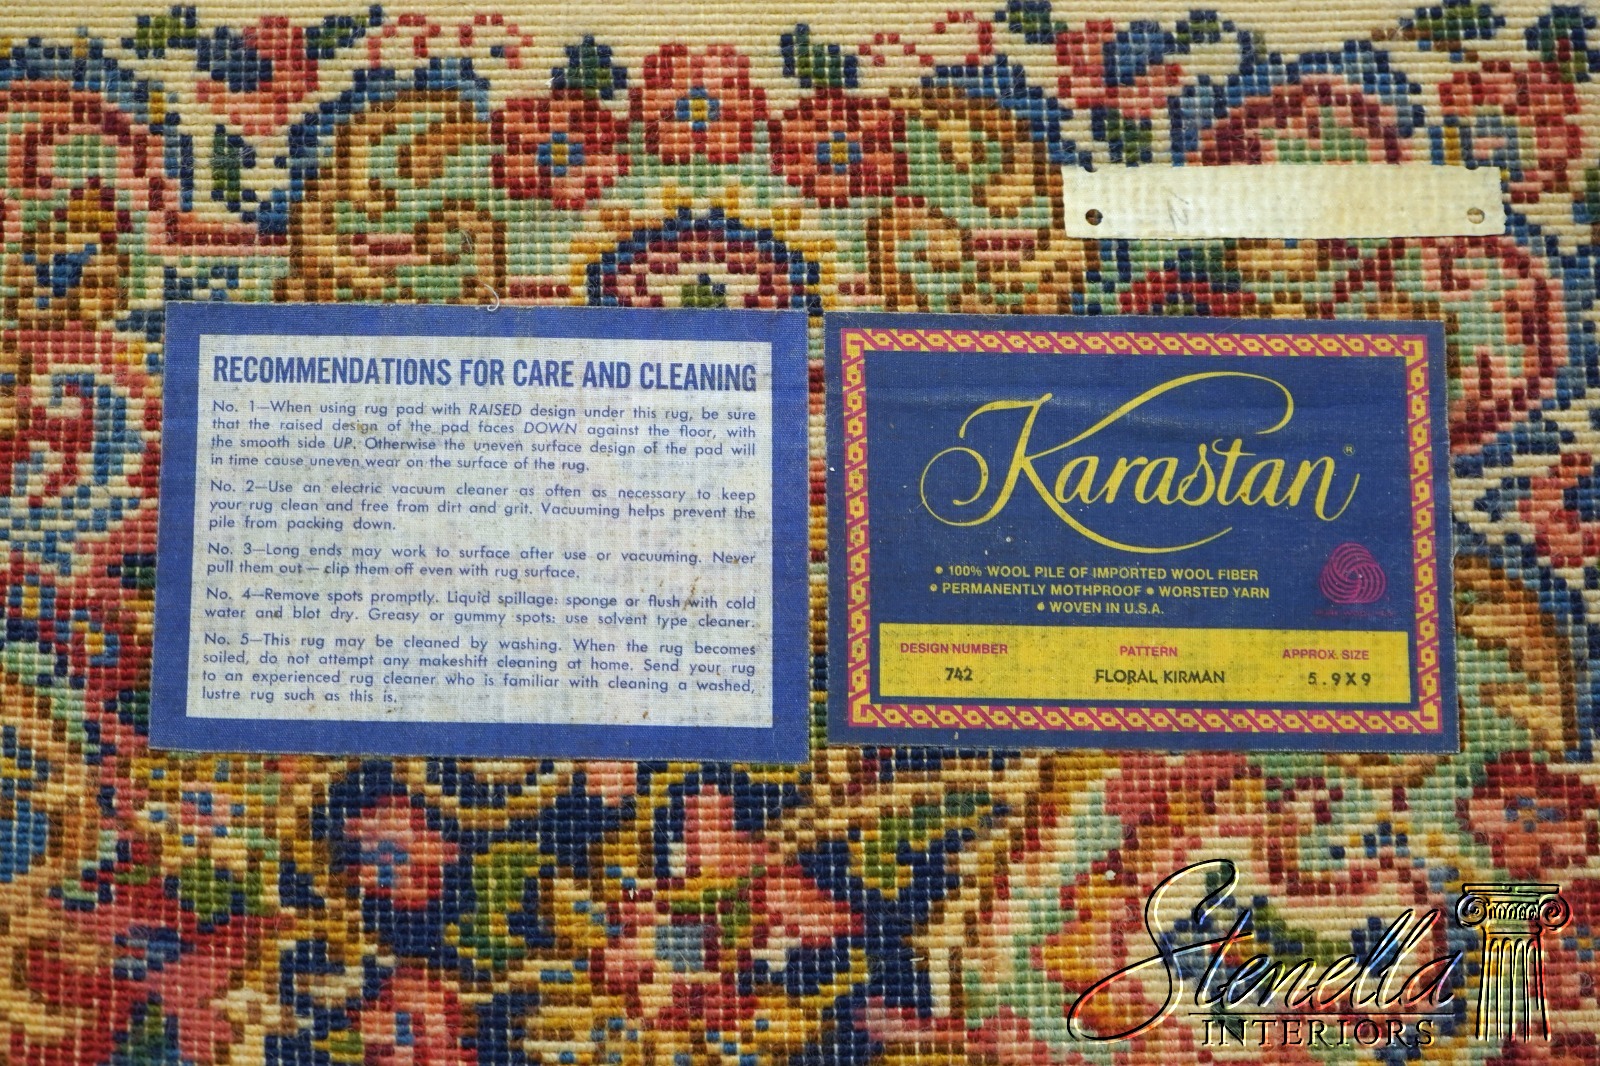 RECOMMENDATIONS FOR CARE AND CLEANING
No. 1—When using rug pad with RAISED design under this rug, be sure
that the raised design of the pad faces DOWN against the floor, with
the smooth side UP. Otherwise the uneven surface design of the pad will
in time cause uneven wear on the surface of the rug.
No. 2—Use an electric vacuum cleaner as often as necessary to keep
your rug clean and free from dirt and grit. Vacuuming helps prevent the
pile from packing down.
No. 3—Long ends may work to surface after use or vacuuming. Never
pull them out — clip them off even with rug surface.
No. 4—Remove spots promptly. Liquid spillage: sponge or flush with cold
water and blot dry. Greasy or gummy spots: use solvent type cleaner.
No. 5—This rug may be cleaned by washing. When the rug becomes
soiled, do not attempt any makeshift cleaning at home. Send your rug
to an experienced rug cleaner who is familiar with cleaning a washed,
lustre rug such as this is.
Karastan®
• 100% WOOL PILE OF IMPORTED WOOL FIBER
• PERMANENTLY MOTHPROOF • WORSTED YARN
• WOVEN IN U.S.A.
DESIGN NUMBER PATTERN APPROX. SIZE
742 FLORAL KIRMAN 5.9X9
Stenella
INTERIORS